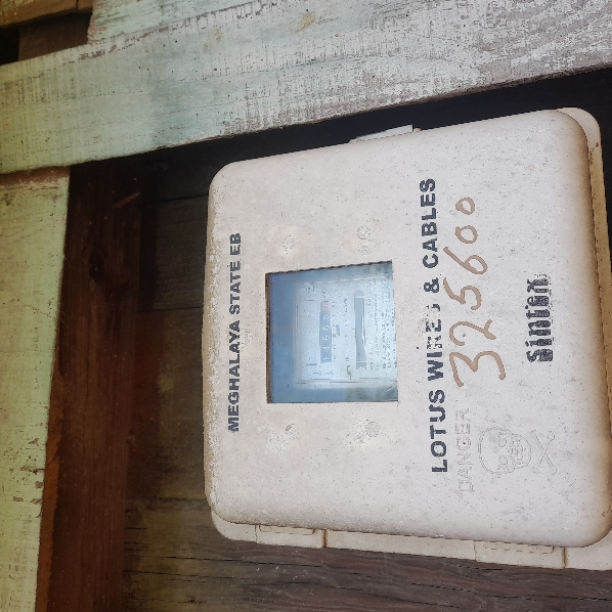 MEGHALAYA STATE EB
LOTUS WIRES & CABLES
325600
DANGER
Sintex